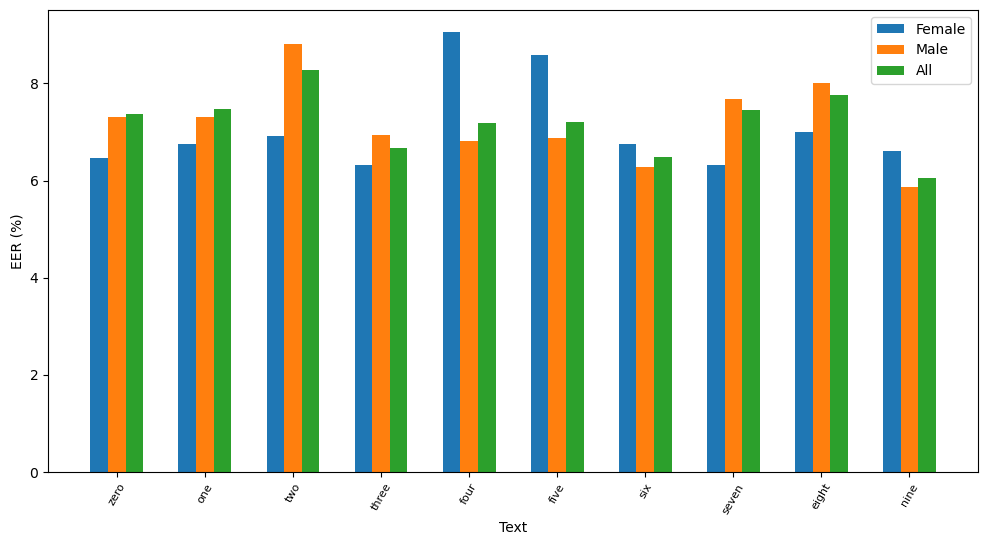 Female
Male
All
EER (%)
8
6
4
2
0
zero one two three four five six seven eight nine
Text